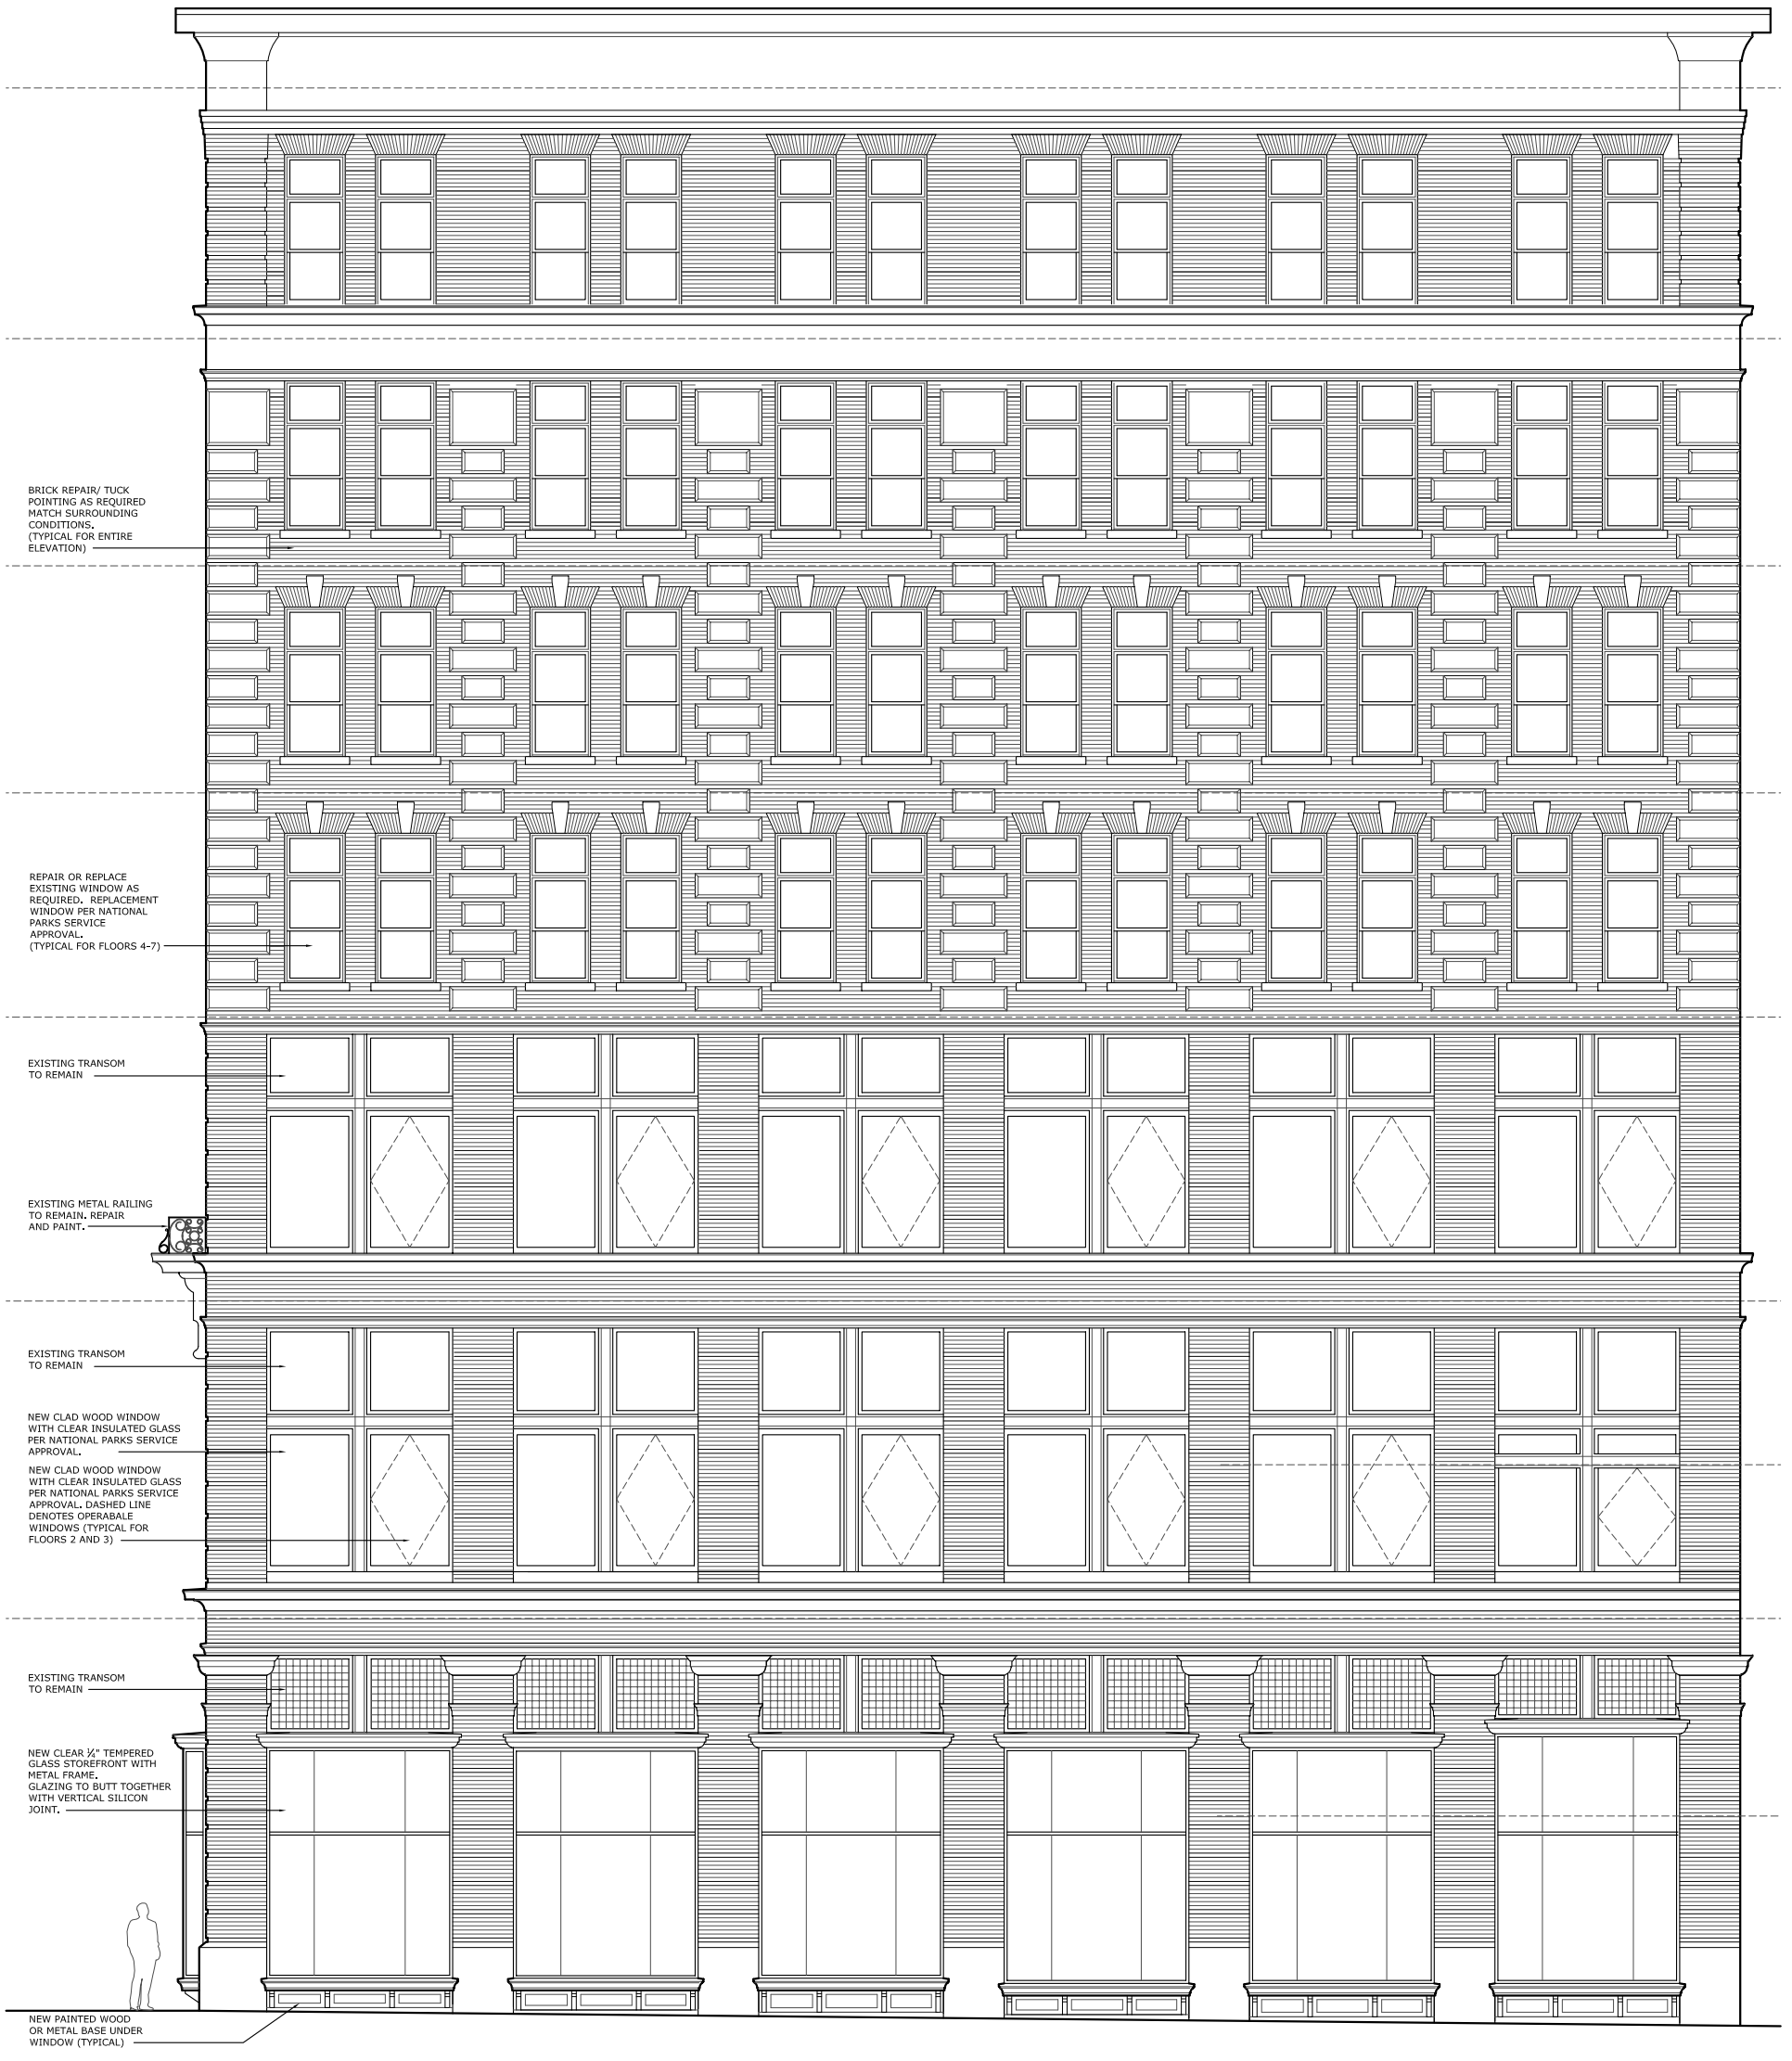 BRICK REPAIR/ TUCK
POINTING AS REQUIRED
MATCH SURROUNDING
CONDITIONS.
(TYPICAL FOR ENTIRE
ELEVATION)
REPAIR OR REPLACE
EXISTING WINDOW AS
REQUIRED. REPLACEMENT
WINDOW PER NATIONAL
PARKS SERVICE
APPROVAL.
(TYPICAL FOR FLOORS 4-7)
EXISTING TRANSOM
TO REMAIN
EXISTING METAL RAILING
TO REMAIN. REPAIR
AND PAINT.
EXISTING TRANSOM
TO REMAIN
NEW CLAD WOOD WINDOW
WITH CLEAR INSULATED GLASS
PER NATIONAL PARKS SERVICE
APPROVAL.
NEW CLAD WOOD WINDOW
WITH CLEAR INSULATED GLASS
PER NATIONAL PARKS SERVICE
APPROVAL. DASHED LINE
DENOTES OPERABALE
WINDOWS (TYPICAL FOR
FLOORS 2 AND 3)
EXISTING TRANSOM
TO REMAIN
NEW CLEAR ¼" TEMPERED
GLASS STOREFRONT WITH
METAL FRAME.
GLAZING TO BUTT TOGETHER
WITH VERTICAL SILICON
JOINT.
NEW PAINTED WOOD
OR METAL BASE UNDER
WINDOW (TYPICAL)